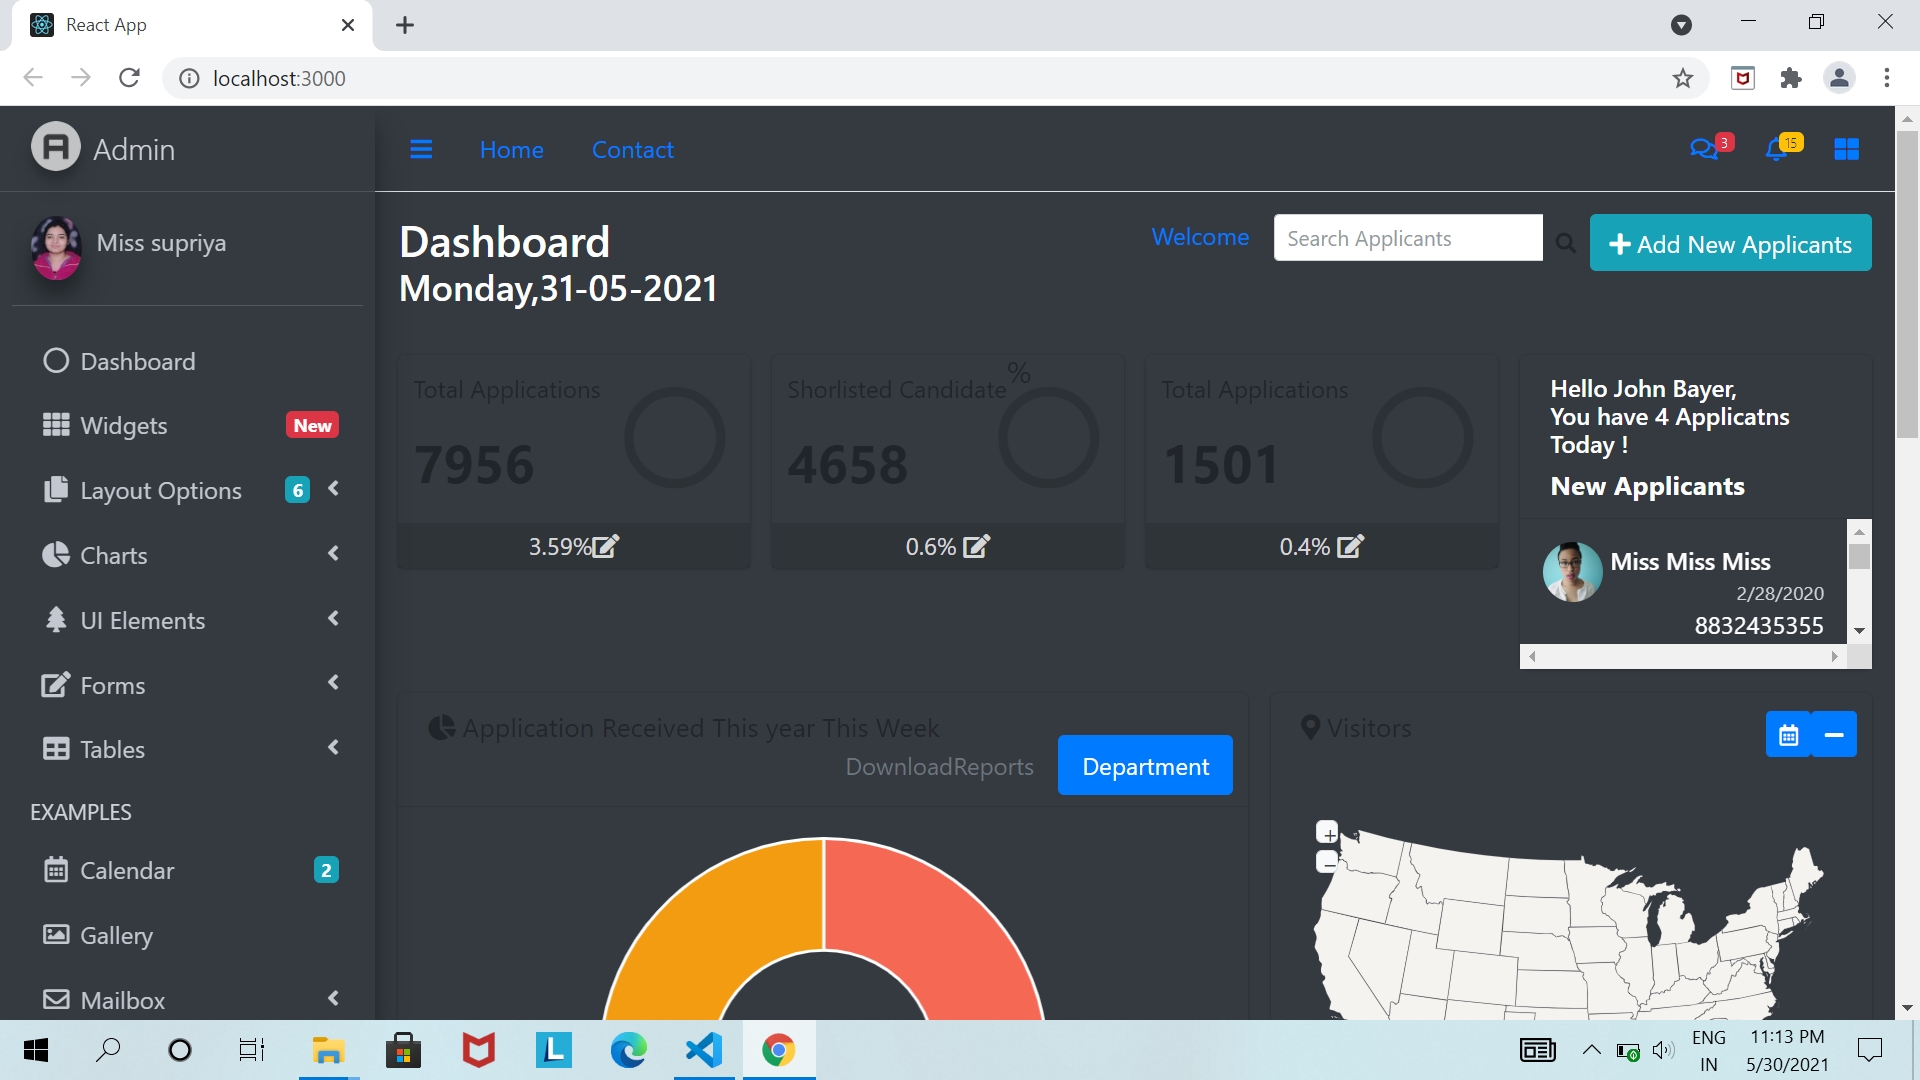 React App
localhost:3000
Admin
Home
Contact
3
15
Miss supriya
Dashboard
Monday,31-05-2021
Welcome
Search Applicants
Add New Applicants
Dashboard
Widgets
New
Layout Options
6
Charts
UI Elements
Forms
Tables
EXAMPLES
Calendar
2
Gallery
Mailbox
Total Applications
7956
3.59%
Shorlisted Candidate%
4658
0.6%
Total Applications
1501
0.4%
Hello John Bayer,
You have 4 Applicatns
Today !
New Applicants
Miss Miss Miss
2/28/2020
8832435355
Application Received This year This Week
DownloadReports
Department
Visitors
+
−
L
ENG
IN
11:13 PM
5/30/2021